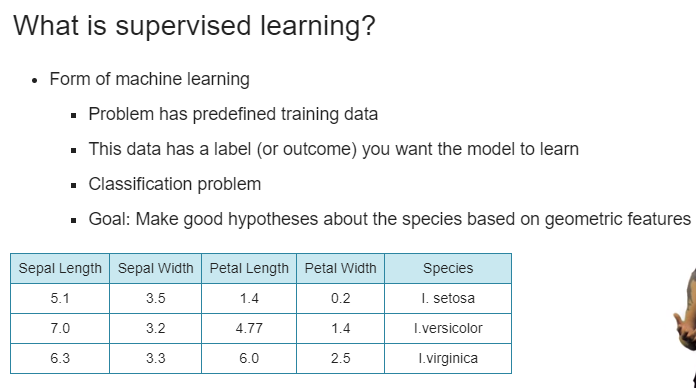 What is supervised learning?
• Form of machine learning
▪ Problem has predefined training data
▪ This data has a label (or outcome) you want the model to learn
▪ Classification problem
▪ Goal: Make good hypotheses about the species based on geometric features
Sepal Length Sepal Width Petal Length Petal Width Species
5.1 3.5 1.4 0.2 I. setosa
7.0 3.2 4.77 1.4 I.versicolor
6.3 3.3 6.0 2.5 I.virginica